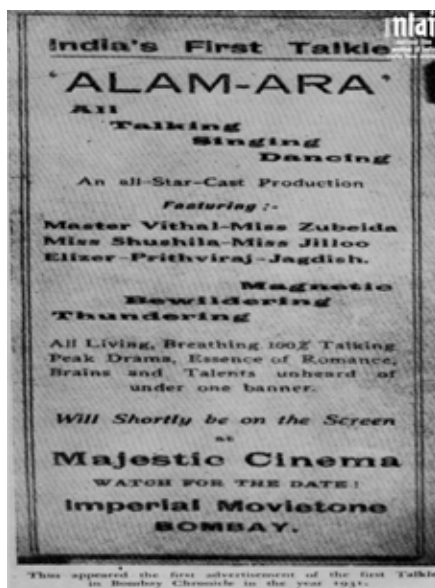 India's First Talkie
'ALAM-ARA'
All
Talking
Singing
Dancing
An all-Star-Cast Production
Featuring :-
Master Vithal-Miss Zubeida
Miss Shushila-Miss Jilloo
Elizer-Prithviraj-Jagdish.
Magnetic
Bewildering
Thundering
All Living, Breathing 100% Talking
Peak Drama, Essence of Romance,
Brains and Talents unheard of
under one banner.
Will Shortly be on the Screen
at
Majestic Cinema
WATCH FOR THE DATE !
Imperial Movietone
BOMBAY.
Thus appeared the first advertisement of the first Talkie
in Bombay Chronicle in the year 1931.